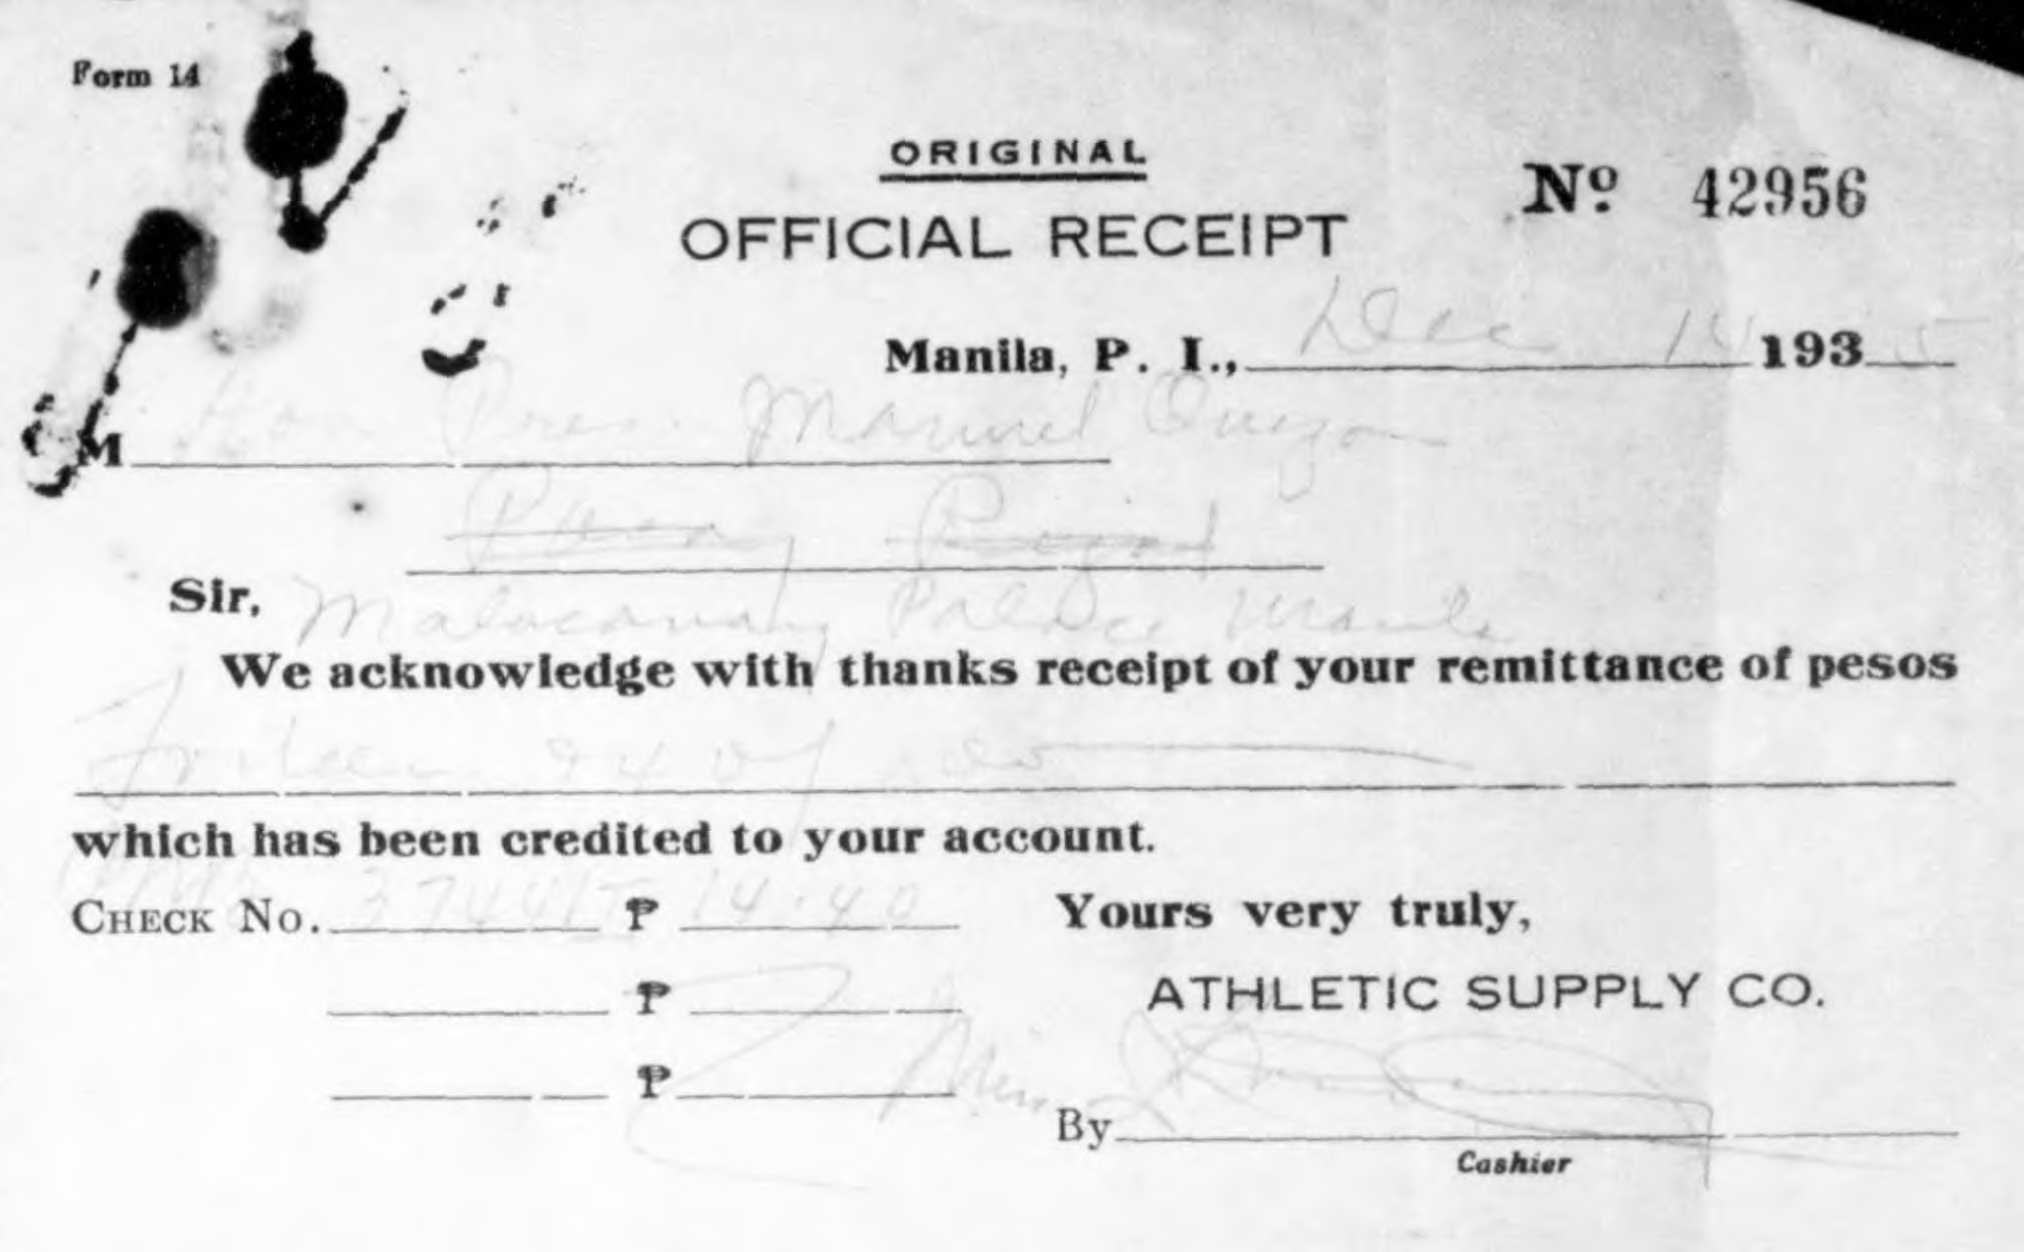 Form 14
ORIGINAL
OFFICIAL RECEIPT
Nº 42956
Manila, P. I., Dec 14 1935
M Hon Pres. Manuel Quezon
Pasay Rizal
Sir,
Malacanang Palace Manila
We acknowledge with thanks receipt of your remittance of pesos
which has been credited to your account.
CHECK No. 374417 ₱ 14.40
Yours very truly,
₱
ATHLETIC SUPPLY CO.
₱
By
Cashier